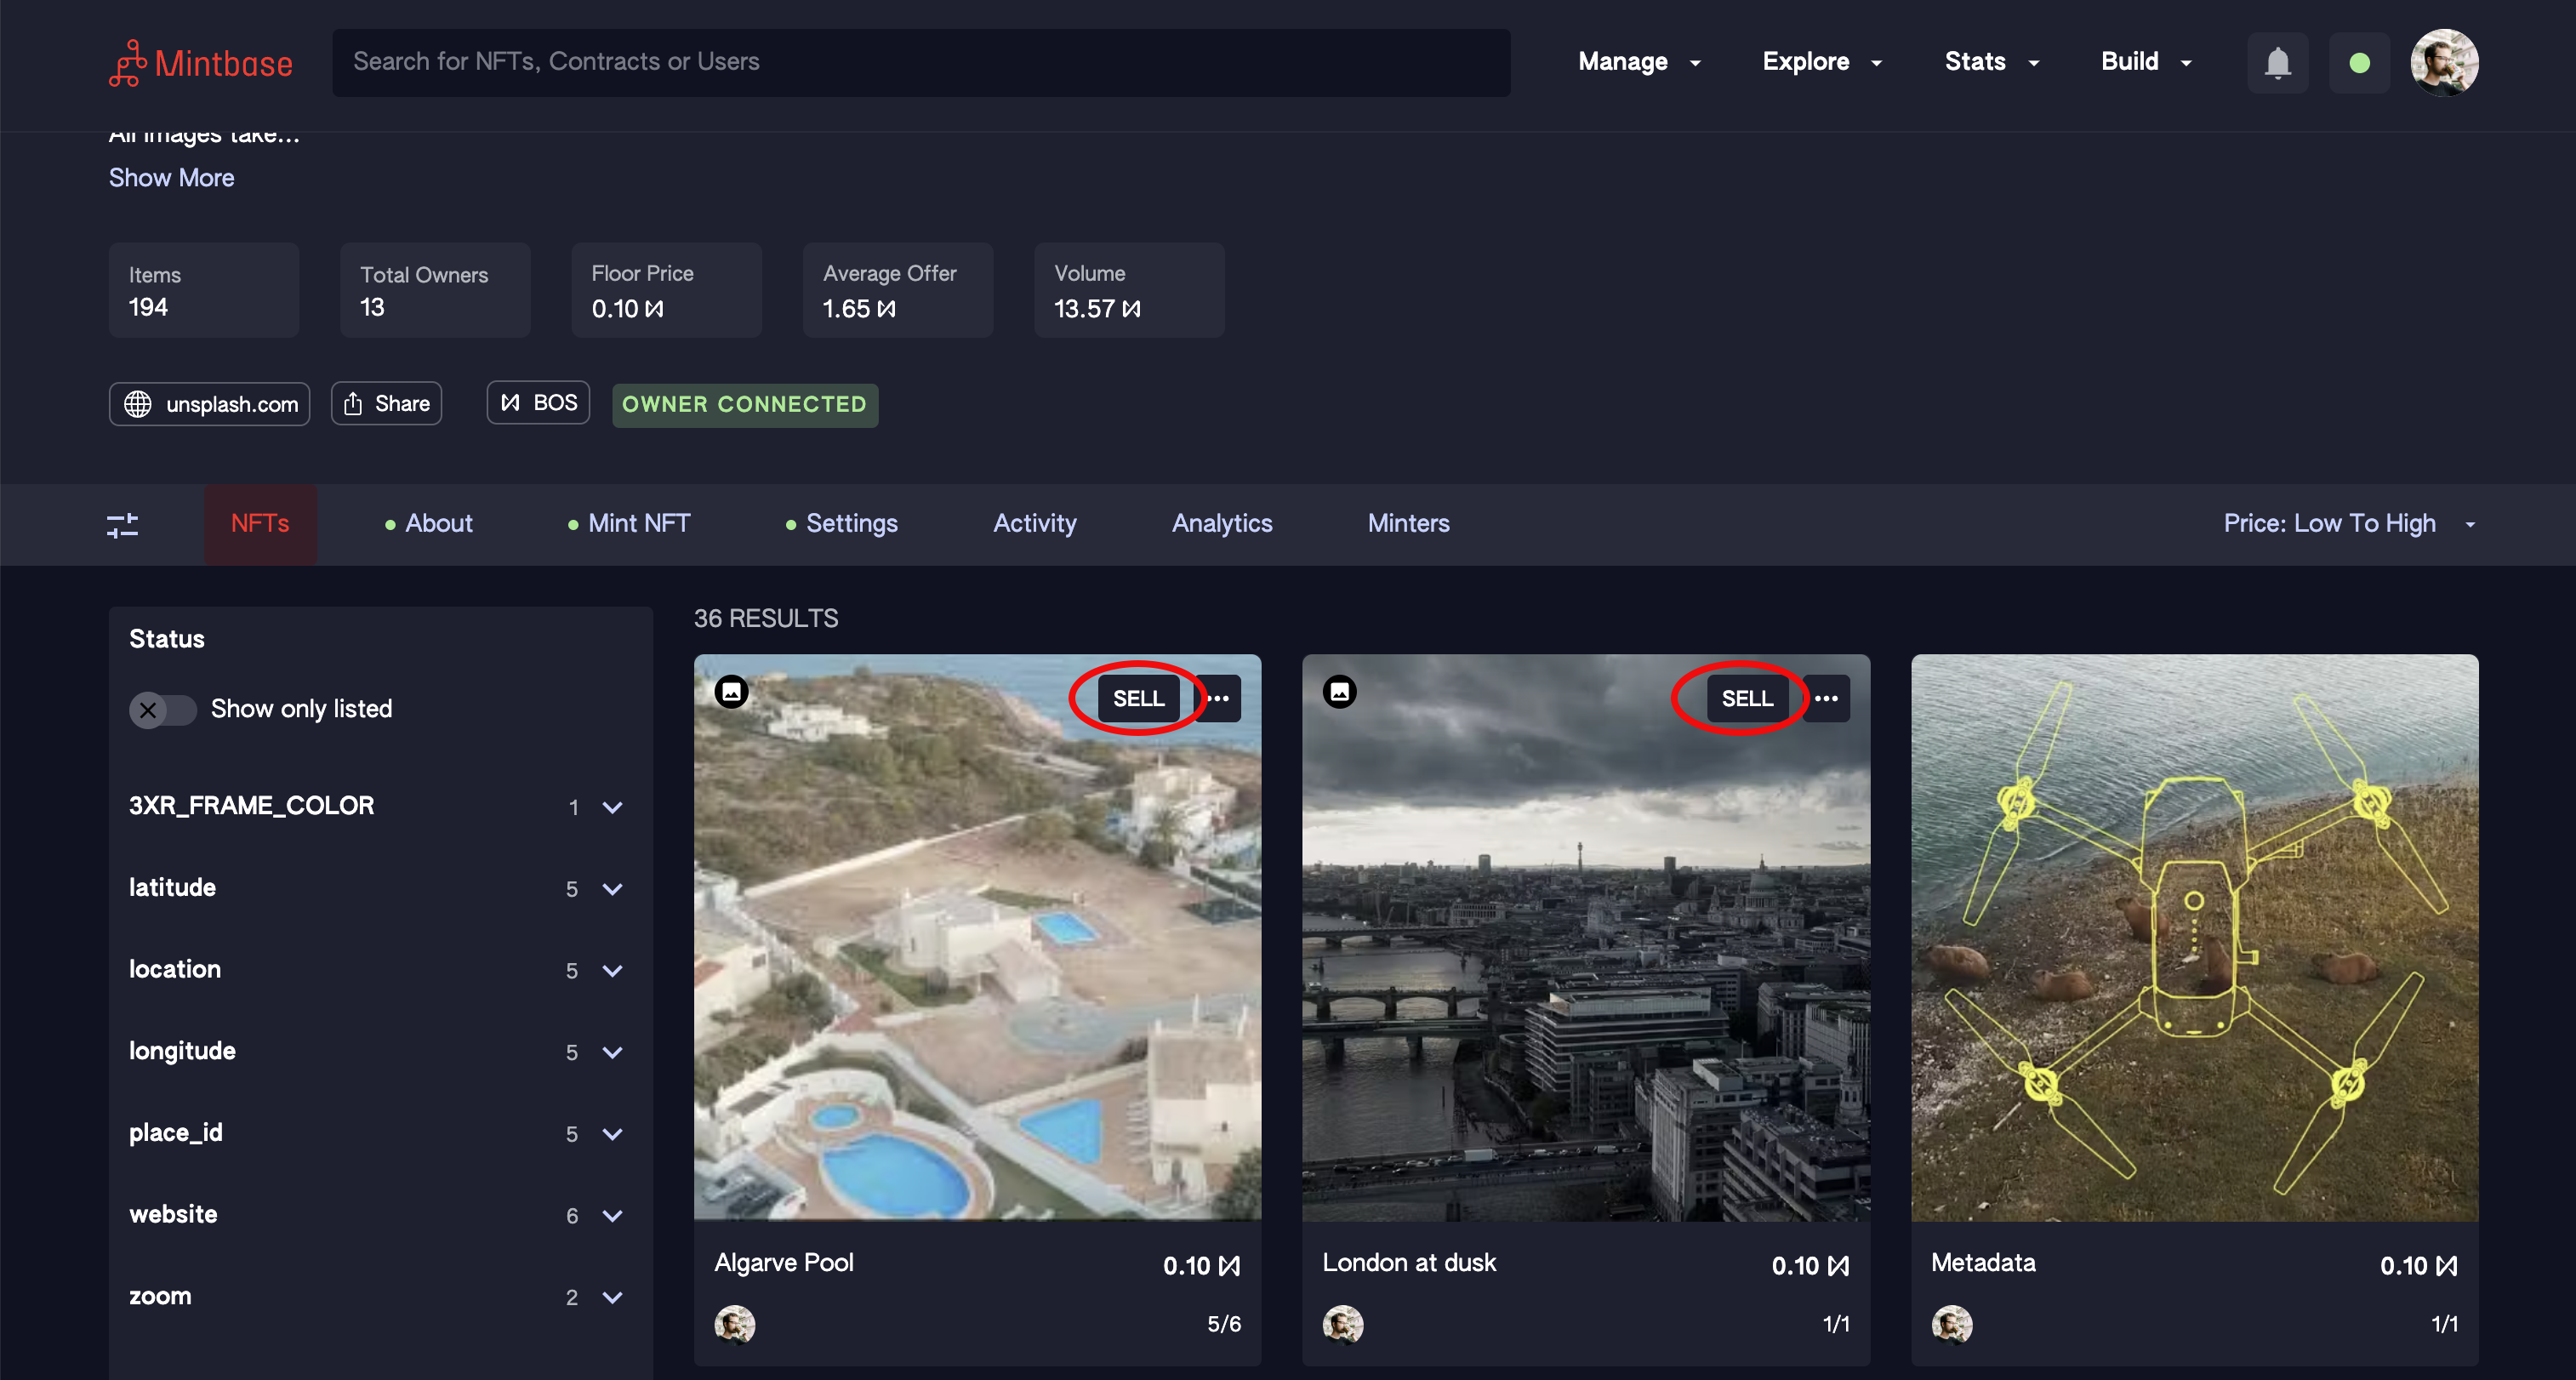 Mintbase
Search for NFTs, Contracts or Users
Manage
Explore
Stats
Build
All images take...
Show More
Items
194
Total Owners
13
Floor Price
0.10
Average Offer
1.65
Volume
13.57
unsplash.com
Share
BOS
OWNER CONNECTED
NFTs
About
Mint NFT
Settings
Activity
Analytics
Minters
Price: Low To High
Status
Show only listed
3XR_FRAME_COLOR 1
latitude 5
location 5
longitude 5
place_id 5
website 6
zoom 2
36 RESULTS
SELL
Algarve Pool 0.10
5/6
SELL
London at dusk 0.10
1/1
Metadata 0.10
1/1